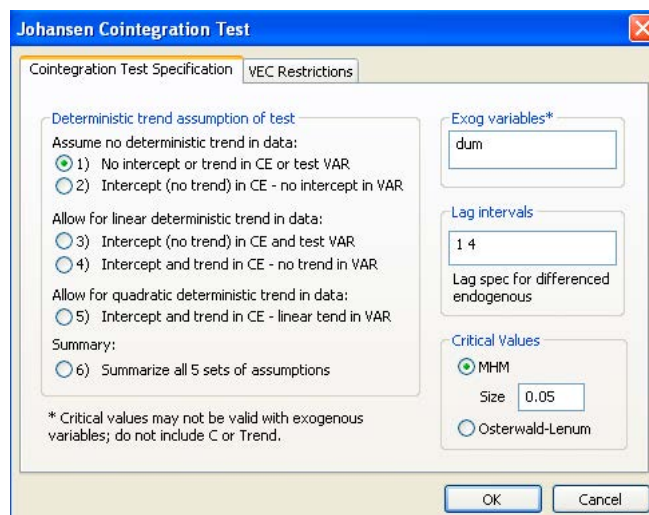 Johansen Cointegration Test
Cointegration Test Specification
VEC Restrictions
Deterministic trend assumption of test
Assume no deterministic trend in data:
1) No intercept or trend in CE or test VAR
2) Intercept (no trend) in CE - no intercept in VAR
Allow for linear deterministic trend in data:
3) Intercept (no trend) in CE and test VAR
4) Intercept and trend in CE - no trend in VAR
Allow for quadratic deterministic trend in data:
5) Intercept and trend in CE - linear tend in VAR
Summary:
6) Summarize all 5 sets of assumptions
* Critical values may not be valid with exogenous
variables; do not include C or Trend.
Exog variables*
dum
Lag intervals
1 4
Lag spec for differenced
endogenous
Critical Values
MHM
Size 0.05
Osterwald-Lenum
OK
Cancel